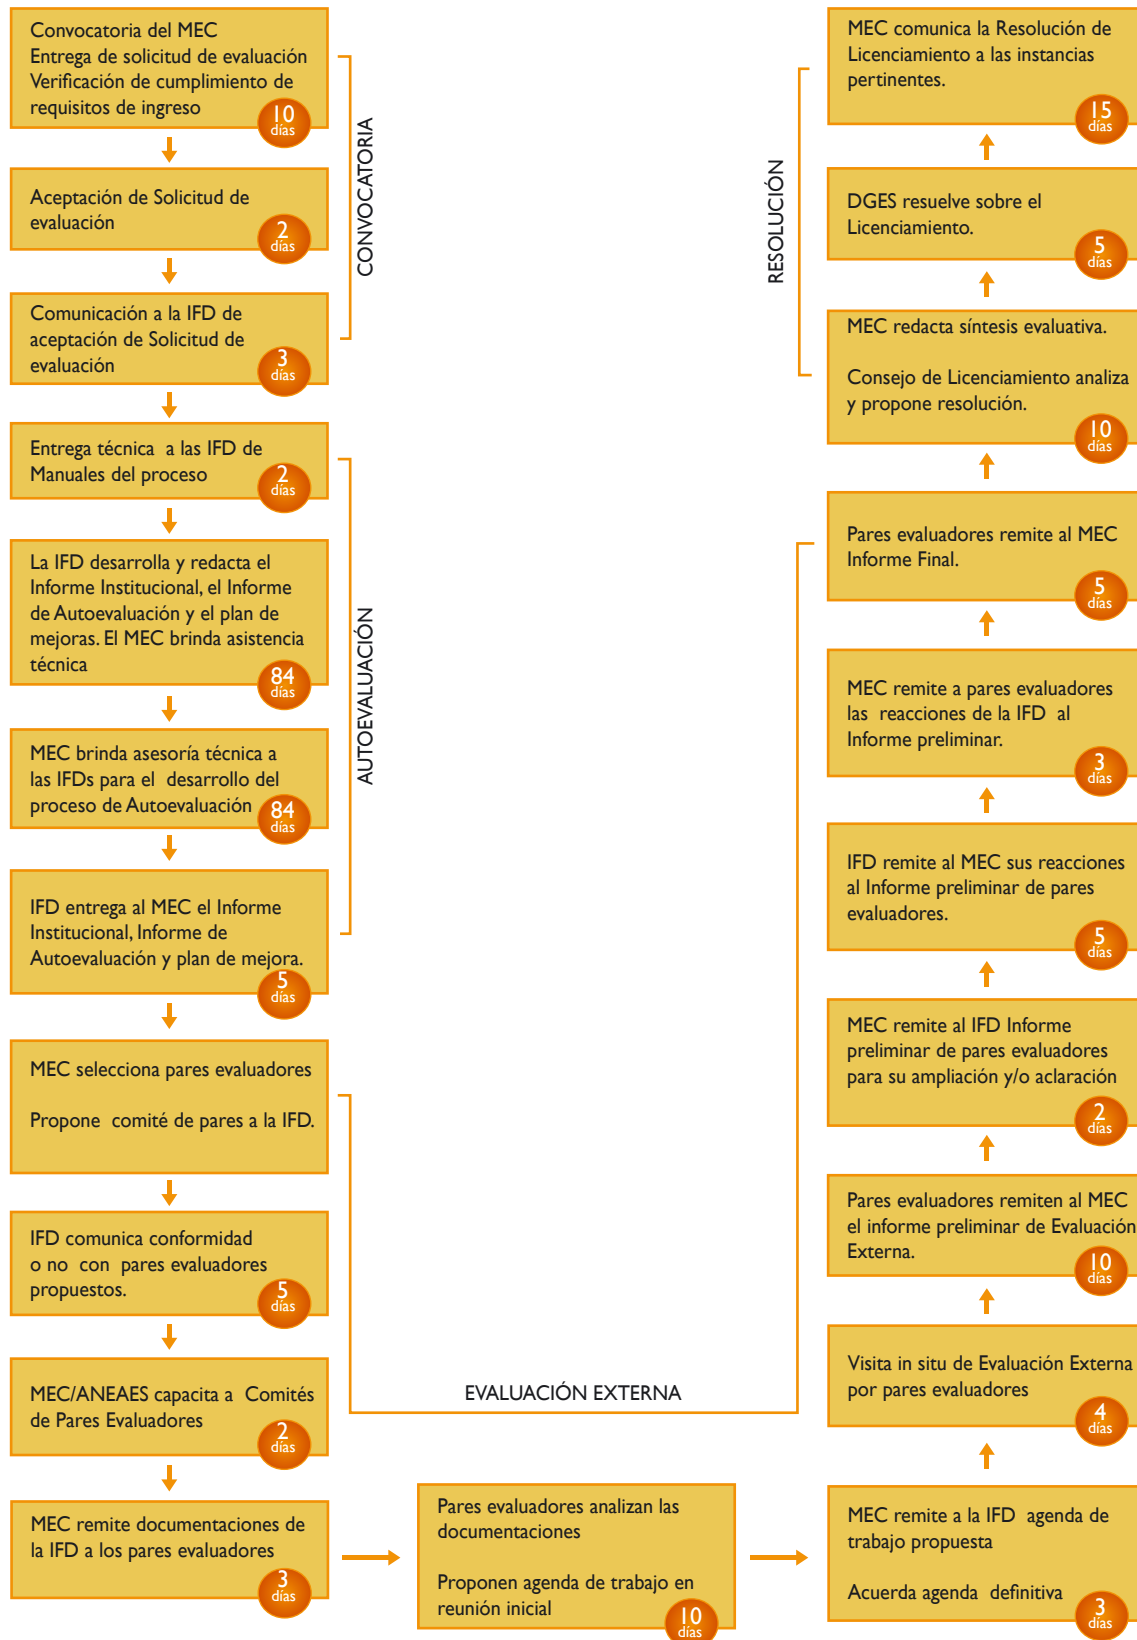 Convocatoria del MEC
Entrega de solicitud de evaluación
Verificación de cumplimiento de
requisitos de ingreso
10
días
Aceptación de Solicitud de
evaluación
2
días
Comunicación a la IFD de
aceptación de Solicitud de
evaluación
3
días
CONVOCATORIA
Entrega técnica a las IFD de
Manuales del proceso
2
días
La IFD desarrolla y redacta el
Informe Institucional, el Informe
de Autoevaluación y el plan de
mejoras. El MEC brinda asistencia
técnica
84
días
MEC brinda asesoría técnica a
las IFDs para el desarrollo del
proceso de Autoevaluación
84
días
IFD entrega al MEC el Informe
Institucional, Informe de
Autoevaluación y plan de mejora.
5
días
AUTOEVALUACIÓN
MEC selecciona pares evaluadores
Propone comité de pares a la IFD.
IFD comunica conformidad
o no con pares evaluadores
propuestos.
5
días
MEC/ANEAES capacita a Comités
de Pares Evaluadores
2
días
MEC remite documentaciones de
la IFD a los pares evaluadores
3
días
Pares evaluadores analizan las
documentaciones
Proponen agenda de trabajo en
reunión inicial
10
días
MEC remite a la IFD agenda de
trabajo propuesta
Acuerda agenda definitiva
3
días
Visita in situ de Evaluación Externa
por pares evaluadores
4
días
Pares evaluadores remiten al MEC
el informe preliminar de Evaluación
Externa.
10
días
MEC remite al IFD Informe
preliminar de pares evaluadores
para su ampliación y/o aclaración
2
días
IFD remite al MEC sus reacciones
al Informe preliminar de pares
evaluadores.
5
días
MEC remite a pares evaluadores
las reacciones de la IFD al
Informe preliminar.
3
días
Pares evaluadores remite al MEC
Informe Final.
5
días
EVALUACIÓN EXTERNA
MEC redacta síntesis evaluativa.
Consejo de Licenciamiento analiza
y propone resolución.
10
días
DGES resuelve sobre el
Licenciamiento.
5
días
MEC comunica la Resolución de
Licenciamiento a las instancias
pertinentes.
15
días
RESOLUCIÓN